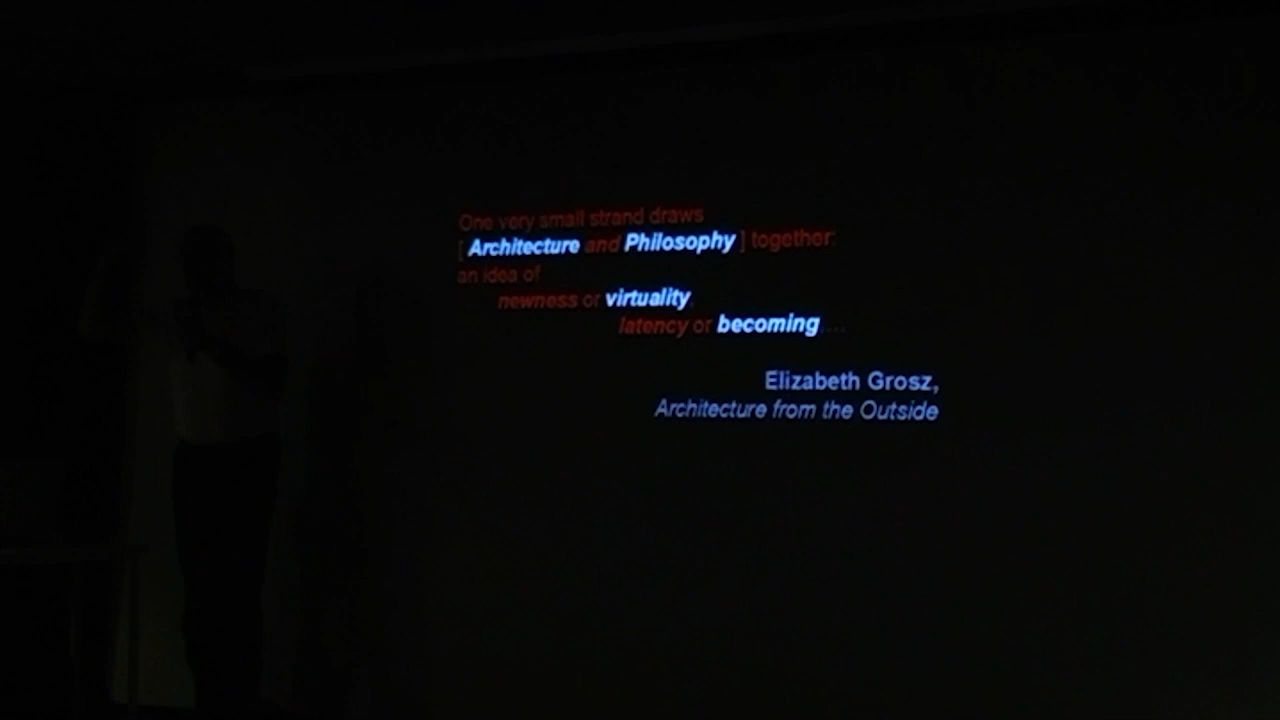 One very small strand draws
[ Architecture and Philosophy ] together:
an idea of
newness or virtuality,
latency or becoming....
Elizabeth Grosz,
Architecture from the Outside